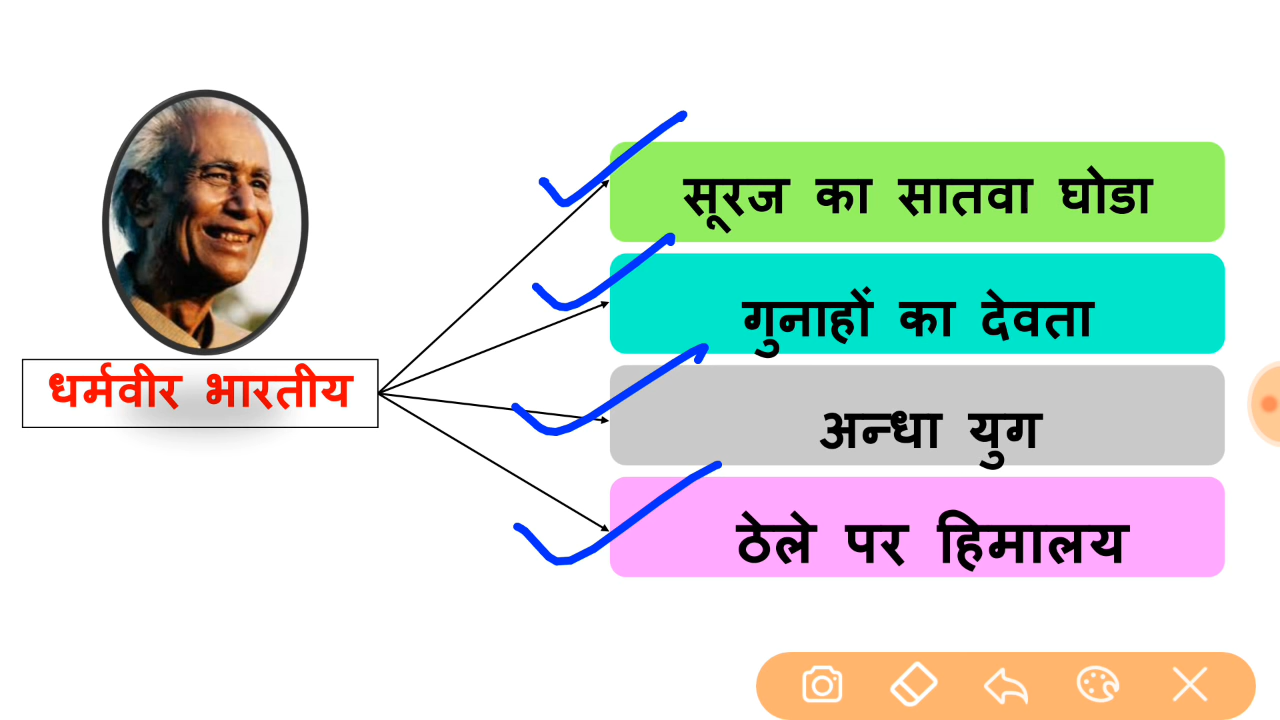 धर्मवीर भारतीय
सूरज का सातवा घोडा
गुनाहों का देवता
अन्धा युग
ठेले पर हिमालय